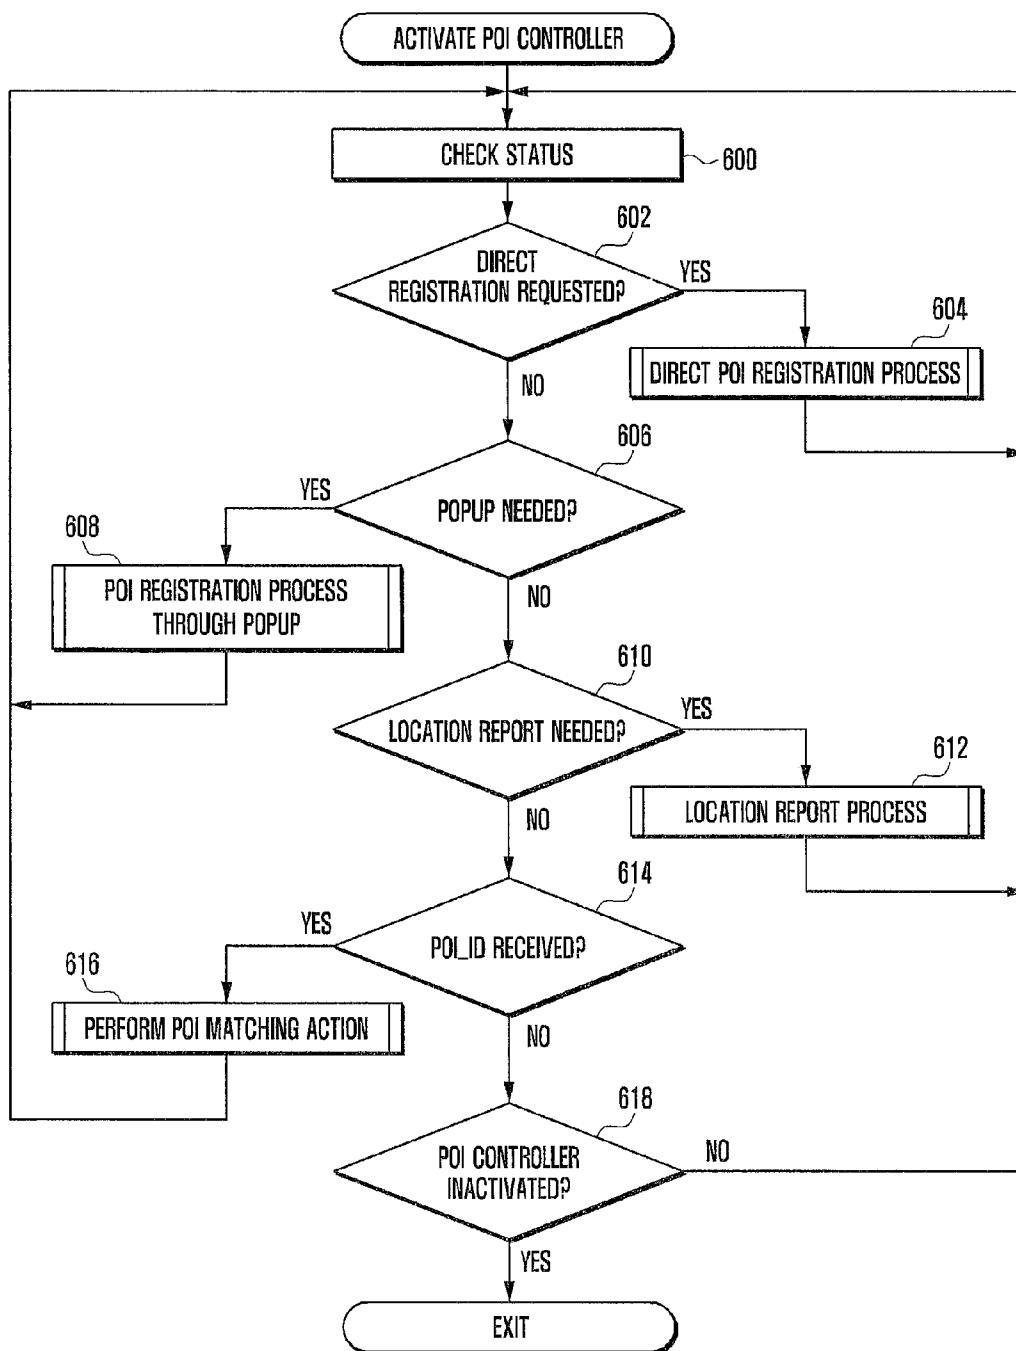 ACTIVATE POI CONTROLLER
CHECK STATUS
600
602
DIRECT
REGISTRATION REQUESTED?
YES
604
DIRECT POI REGISTRATION PROCESS
NO
606
YES
POPUP NEEDED?
608
POI REGISTRATION PROCESS
THROUGH POPUP
NO
610
YES
LOCATION REPORT NEEDED?
612
LOCATION REPORT PROCESS
NO
614
YES
POI_ID RECEIVED?
616
PERFORM POI MATCHING ACTION
NO
618
NO
POI CONTROLLER
INACTIVATED?
YES
EXIT